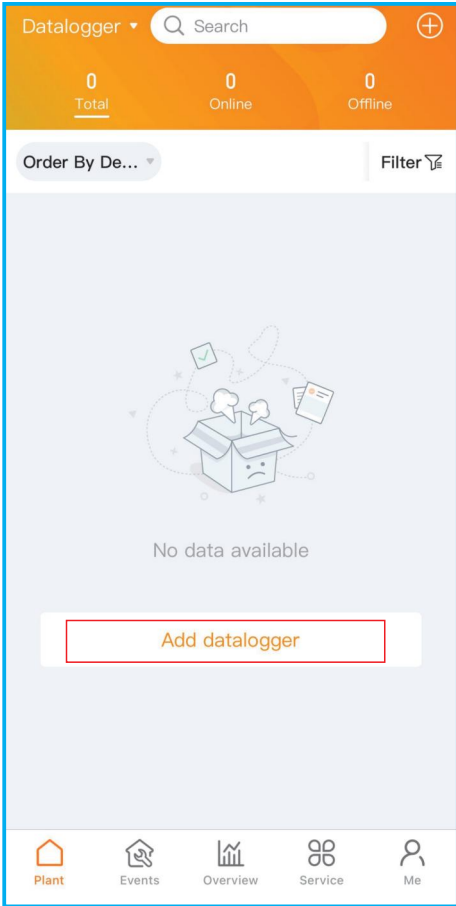 Datalogger Search
0 0 0
Total Online Offline
Order By De... Filter
No data available
Add datalogger
Plant Events Overview Service Me